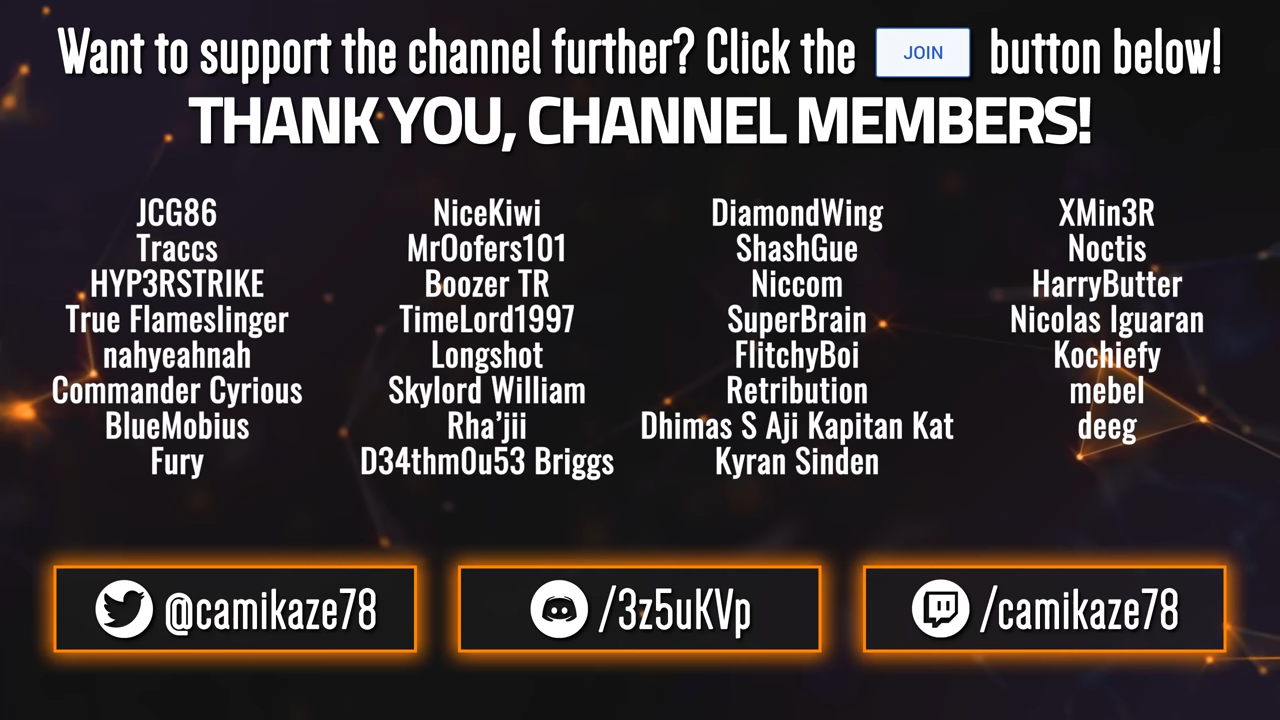 Want to support the channel further? Click the JOIN button below!
THANK YOU, CHANNEL MEMBERS!
JCG86
Traccs
HYP3RSTRIKE
True Flameslinger
nahyeahnah
Commander Cyrious
BlueMobius
Fury
NiceKiwi
MrOofers101
Boozer TR
TimeLord1997
Longshot
Skylord William
Rha’jii
D34thm0u53 Briggs
DiamondWing
ShashGue
Niccom
SuperBrain
FlitchyBoi
Retribution
Dhimas S Aji Kapitan Kat
Kyran Sinden
XMin3R
Noctis
HarryButter
Nicolas Iguaran
Kochiefy
mebel
deeg
@camikaze78
/3z5uKVp
/camikaze78